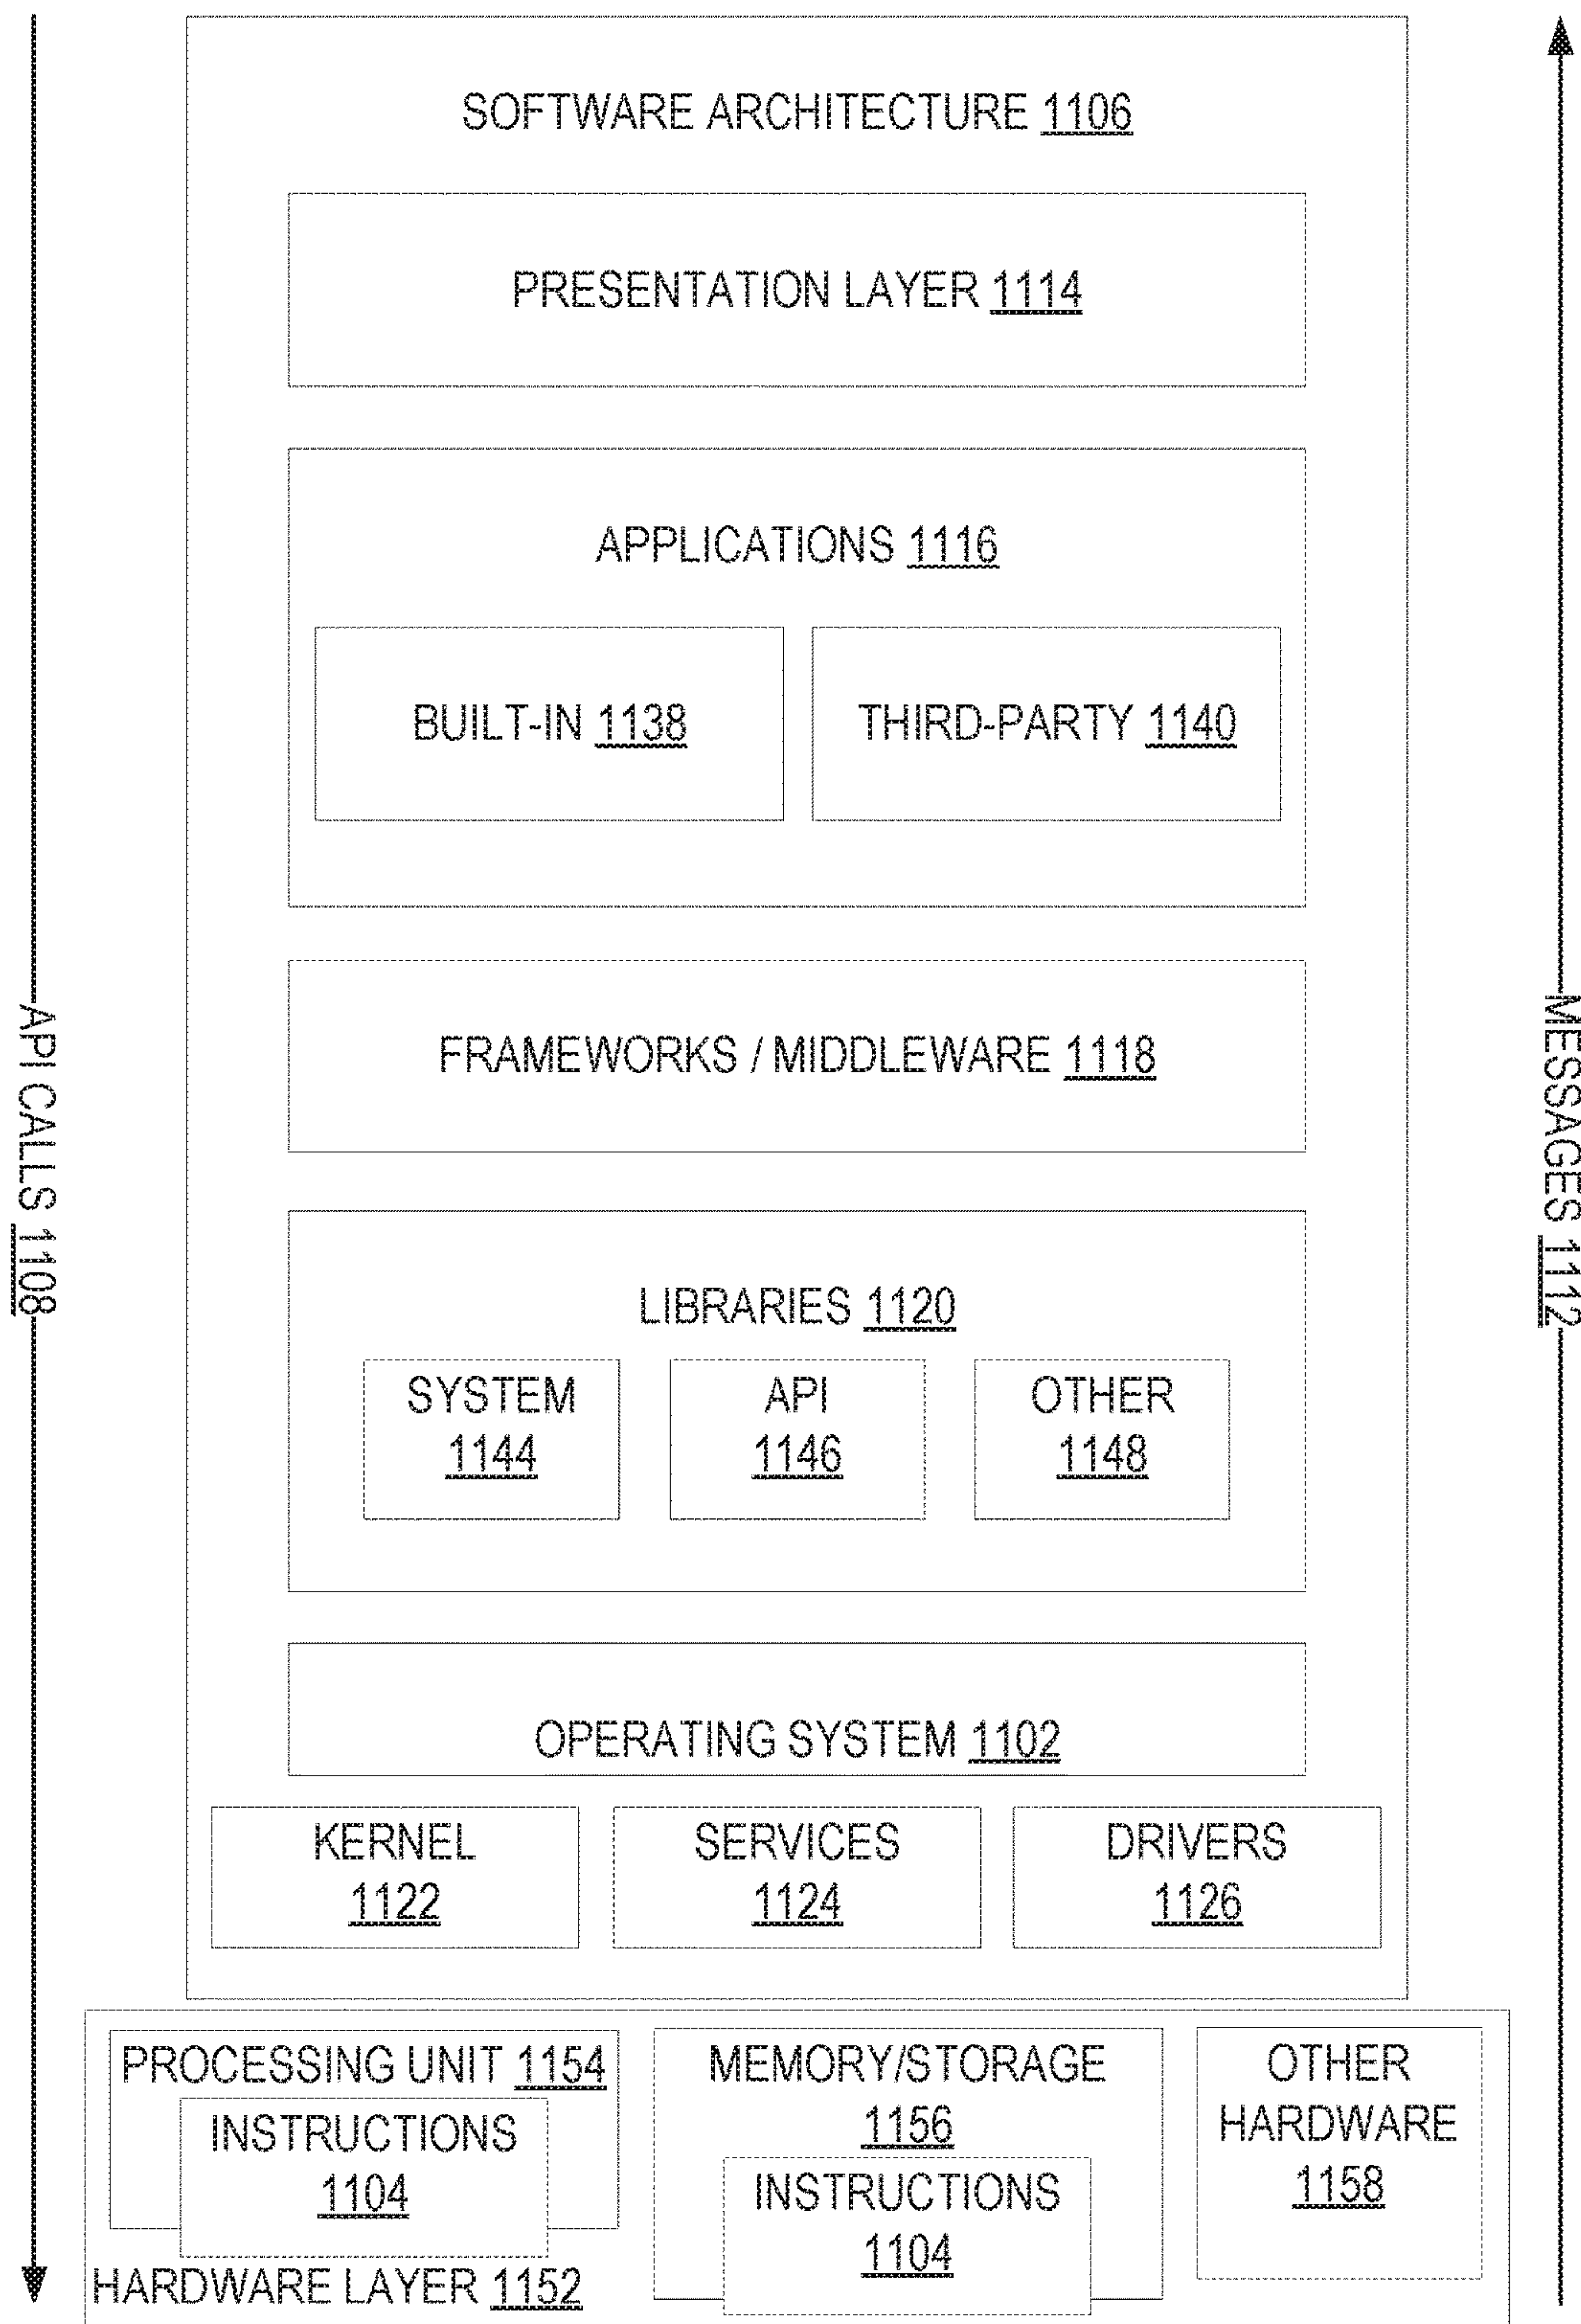 SOFTWARE ARCHITECTURE 1106
PRESENTATION LAYER 1114
APPLICATIONS 1116
BUILT-IN 1138
THIRD-PARTY 1140
FRAMEWORKS / MIDDLEWARE 1118
API CALLS 1108
MESSAGES 1112
LIBRARIES 1120
SYSTEM
1144
API
1146
OTHER
1148
OPERATING SYSTEM 1102
KERNEL
1122
SERVICES
1124
DRIVERS
1126
PROCESSING UNIT 1154
INSTRUCTIONS
1104
MEMORY/STORAGE
1156
INSTRUCTIONS
1104
OTHER
HARDWARE
1158
HARDWARE LAYER 1152